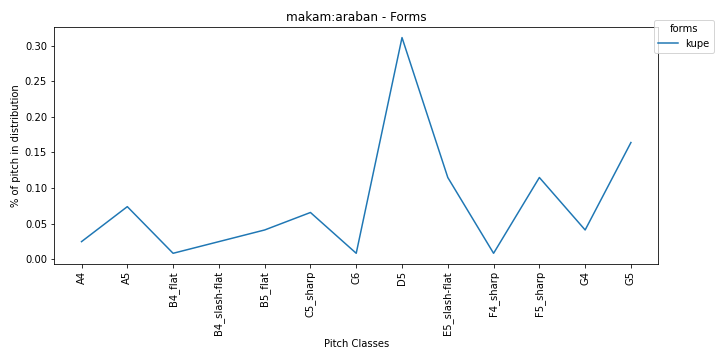 makam:araban - Forms
forms
kupe
% of pitch in distribution
0.30
0.25
0.20
0.15
0.10
0.05
0.00
A4
A5
B4_flat
B4_slash-flat
B5_flat
C5_sharp
C6
D5
E5_slash-flat
F4_sharp
F5_sharp
G4
G5
Pitch Classes